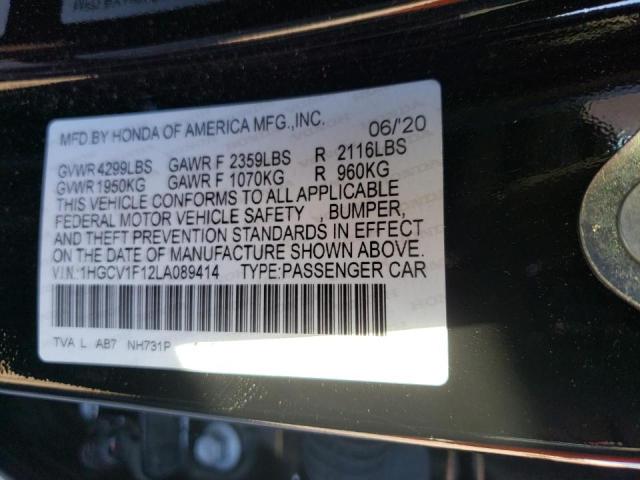 MFD.BY HONDA OF AMERICA MFG.,INC. 06/'20
GVWR 4299LBS GAWR F 2359LBS R 2116LBS
GVWR 1950KG GAWR F 1070KG R 960KG
THIS VEHICLE CONFORMS TO ALL APPLICABLE
FEDERAL MOTOR VEHICLE SAFETY , BUMPER,
AND THEFT PREVENTION STANDARDS IN EFFECT
ON THE DATE OF MANUFACTURE SHOWN ABOVE.
V.I.N.:1HGCV1F12LA089414 TYPE:PASSENGER CAR
TVA L AB7 NH731P